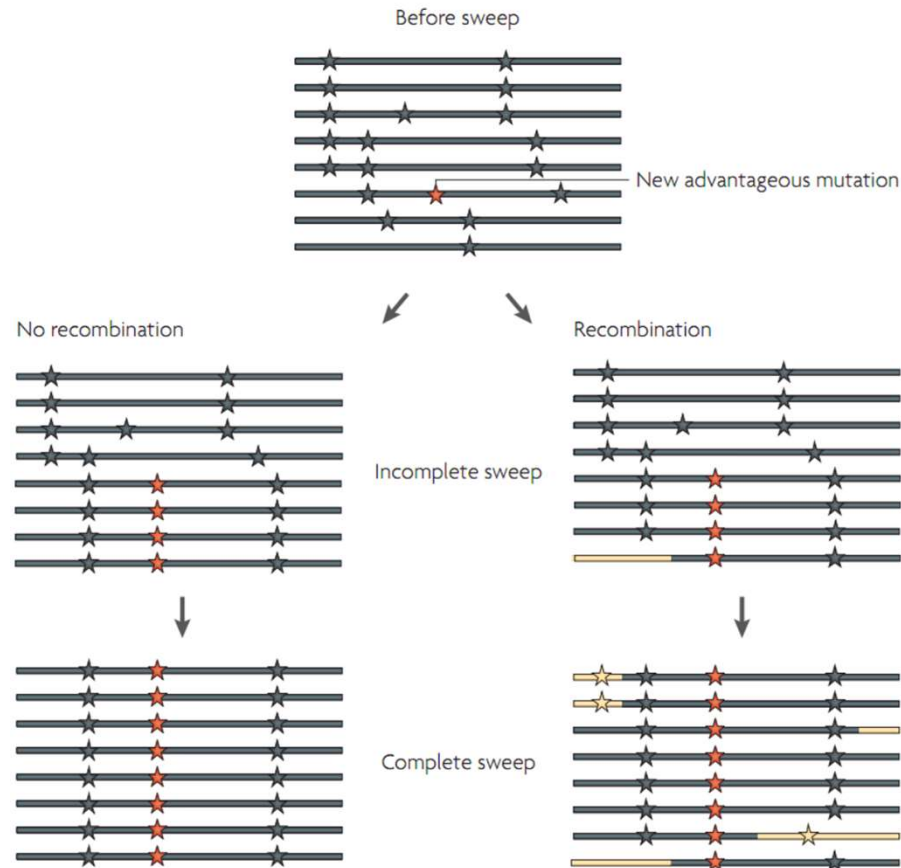 Before sweep
New advantageous mutation
No recombination
Recombination
Incomplete sweep
Complete sweep